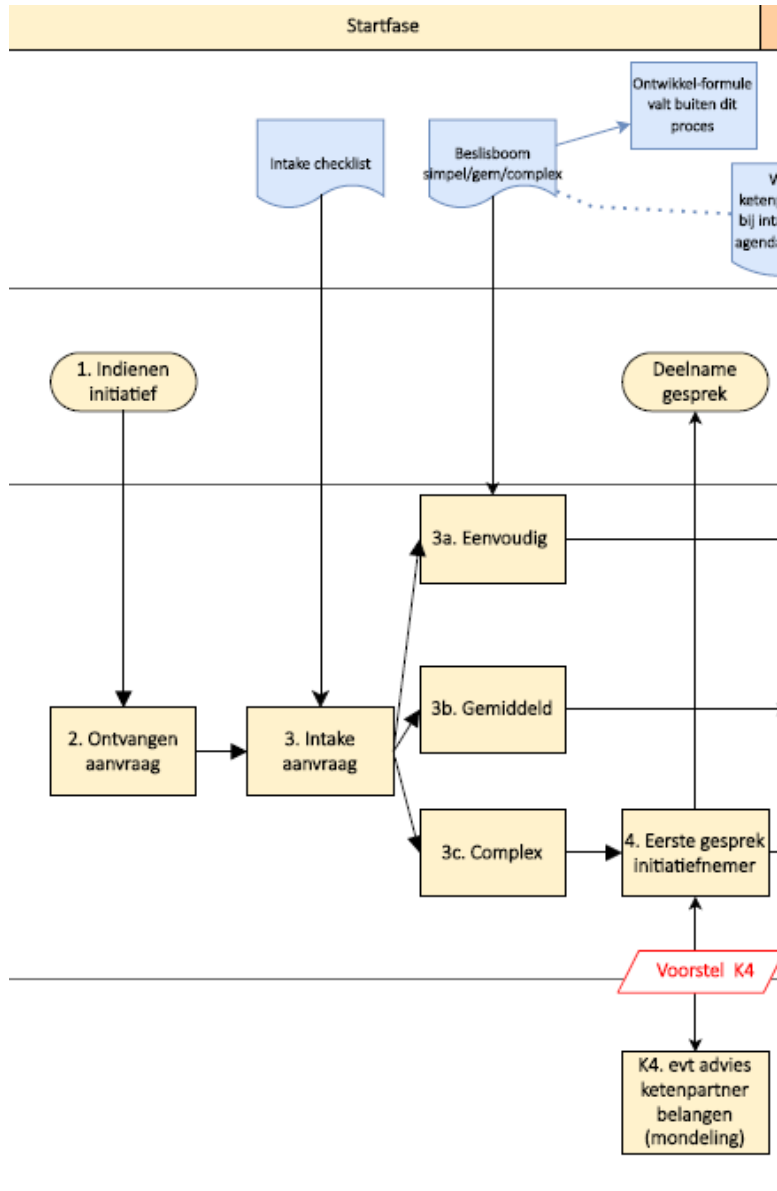 Startfase
Ontwikkel-formule
valt buiten dit
proces
Intake checklist
Beslisboom
simpel/gem/complex
bij
1. Indienen
initiatief
Deelname
gesprek
3a. Eenvoudig
3b. Gemiddeld
2. Ontvangen
aanvraag
3. Intake
aanvraag
3c. Complex
4. Eerste gesprek
initiatiefnemer
Voorstel K4
K4. evt advies
ketenpartner
belangen
(mondeling)